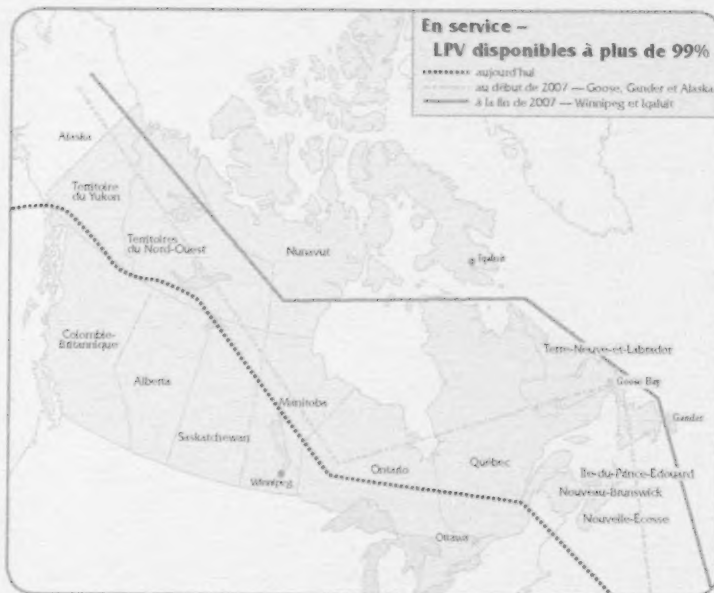 En service –
LPV disponibles à plus de 99%
aujourd'hui
au début de 2007 — Goose, Gander et Alaska
à la fin de 2007 — Winnipeg et Iqaluit
Alaska
Territoire
du Yukon
Territoires
du Nord-Ouest
Nunavut
Iqaluit
Colombie-
Britannique
Alberta
Saskatchewan
Manitoba
Winnipeg
Ontario
Québec
Ottawa
Terre-Neuve-et-Labrador
Goose Bay
Gander
Ile-du-Prince-Édouard
Nouveau-Brunswick
Nouvelle-Écosse